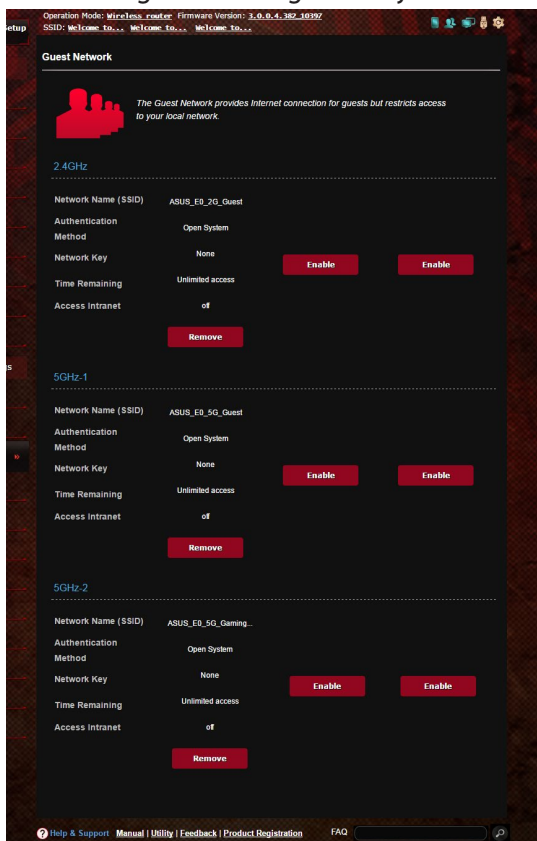 Operation Mode: Wireless router Firmware Version: 3.0.0.4.382_10397
SSID: Welcome to... Welcome to... Welcome to...
Guest Network
The Guest Network provides Internet connection for guests but restricts access
to your local network.
2.4GHz
Network Name (SSID) ASUS_E0_2G_Guest
Authentication
Method Open System
Network Key None
Enable Enable
Time Remaining Unlimited access
Access Intranet off
Remove
5GHz-1
Network Name (SSID) ASUS_E0_5G_Guest
Authentication
Method Open System
Network Key None
Enable Enable
Time Remaining Unlimited access
Access Intranet off
Remove
5GHz-2
Network Name (SSID) ASUS_E0_5G_Gaming...
Authentication
Method Open System
Network Key None
Enable Enable
Time Remaining Unlimited access
Access Intranet off
Remove
Help & Support Manual | Utility | Feedback | Product Registration FAQ